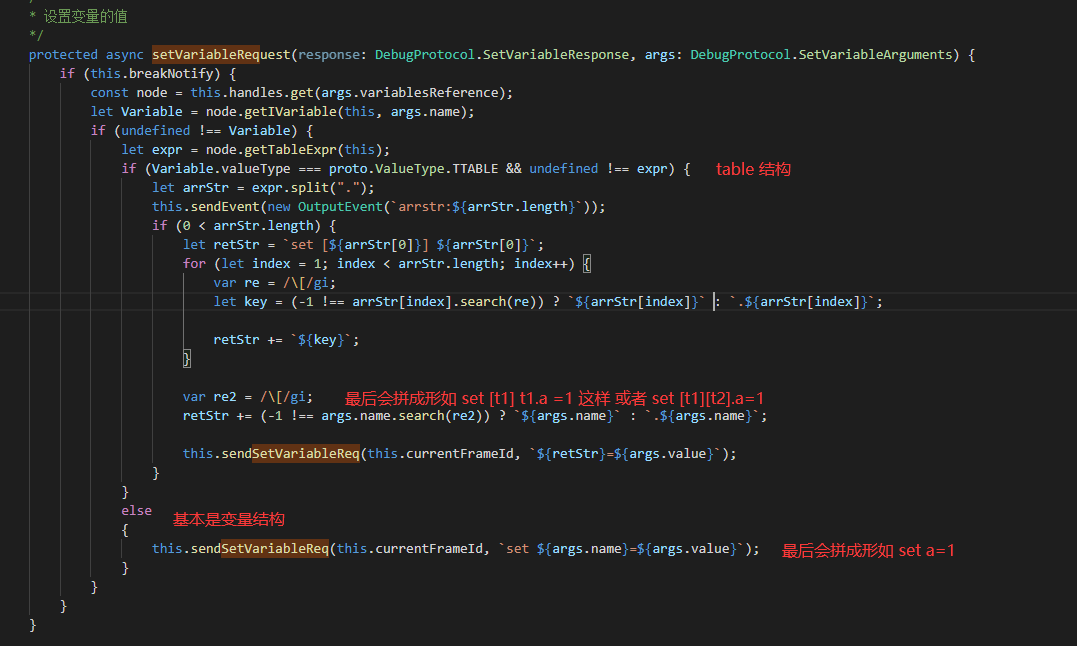 * 设置变量的值
*/
protected async setVariableRequest(response: DebugProtocol.SetVariableResponse, args: DebugProtocol.SetVariableArguments) {
if (this.breakNotify) {
const node = this.handles.get(args.variablesReference);
let Variable = node.getIVariable(this, args.name);
if (undefined !== Variable) {
let expr = node.getTableExpr(this);
if (Variable.valueType === proto.ValueType.TTABLE && undefined !== expr) { table 结构
let arrStr = expr.split(".");
this.sendEvent(new OutputEvent(`arrstr:${arrStr.length}`));
if (0 < arrStr.length) {
let retStr = `set [${arrStr[0]}] ${arrStr[0]}`;
for (let index = 1; index < arrStr.length; index++) {
var re = /\[/gi;
let key = (-1 !== arrStr[index].search(re)) ? `${arrStr[index]}` : `.${arrStr[index]}`;
retStr += `${key}`;
}
var re2 = /\[/gi; 最后会拼成形如 set [t1] t1.a =1 这样 或者 set [t1][t2].a=1
retStr += (-1 !== args.name.search(re2)) ? `${args.name}` : `.${args.name}`;
this.sendSetVariableReq(this.currentFrameId, `${retStr}=${args.value}`);
}
}
else 基本是变量结构
{
this.sendSetVariableReq(this.currentFrameId, `set ${args.name}=${args.value}`); 最后会拼成形如 set a=1
}
}
}
}